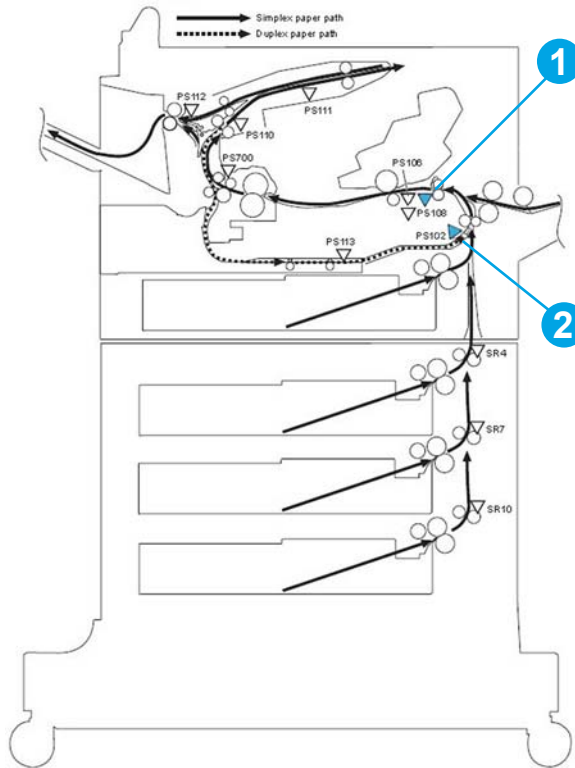 Simplex paper path
Duplex paper path
1
PS112
PS111
PS110
PS700
PS106
PS108
PS102
PS113
2
SR4
SR7
SR10